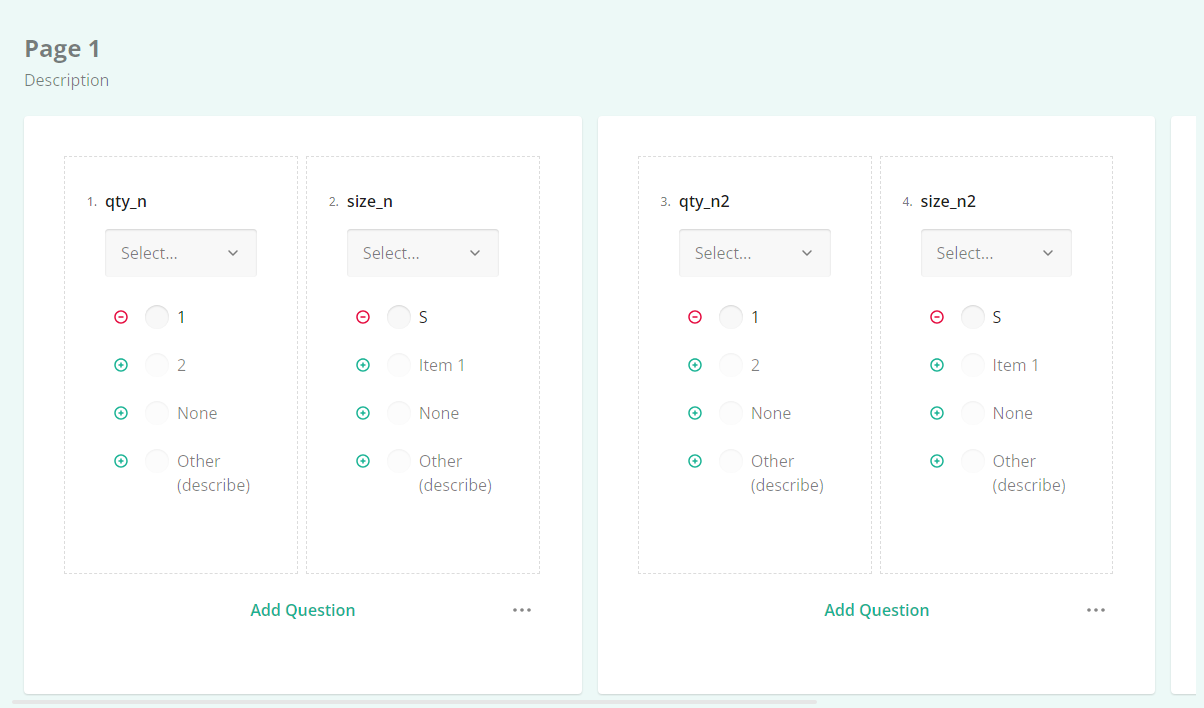 Page 1
Description
1. qty_n
Select...
1
2
None
Other
(describe)
2. size_n
Select...
S
Item 1
None
Other
(describe)
Add Question
3. qty_n2
Select...
1
2
None
Other
(describe)
4. size_n2
Select...
S
Item 1
None
Other
(describe)
Add Question